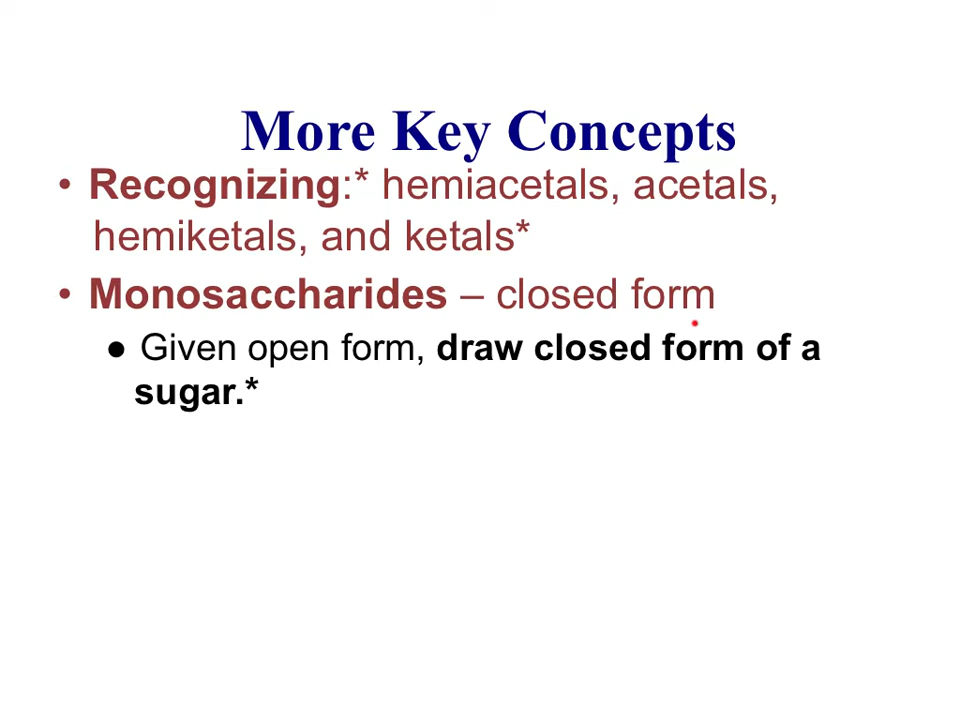 More Key Concepts
• Recognizing:* hemiacetals, acetals,
hemiketals, and ketals*
• Monosaccharides – closed form
● Given open form, draw closed form of a
sugar.*